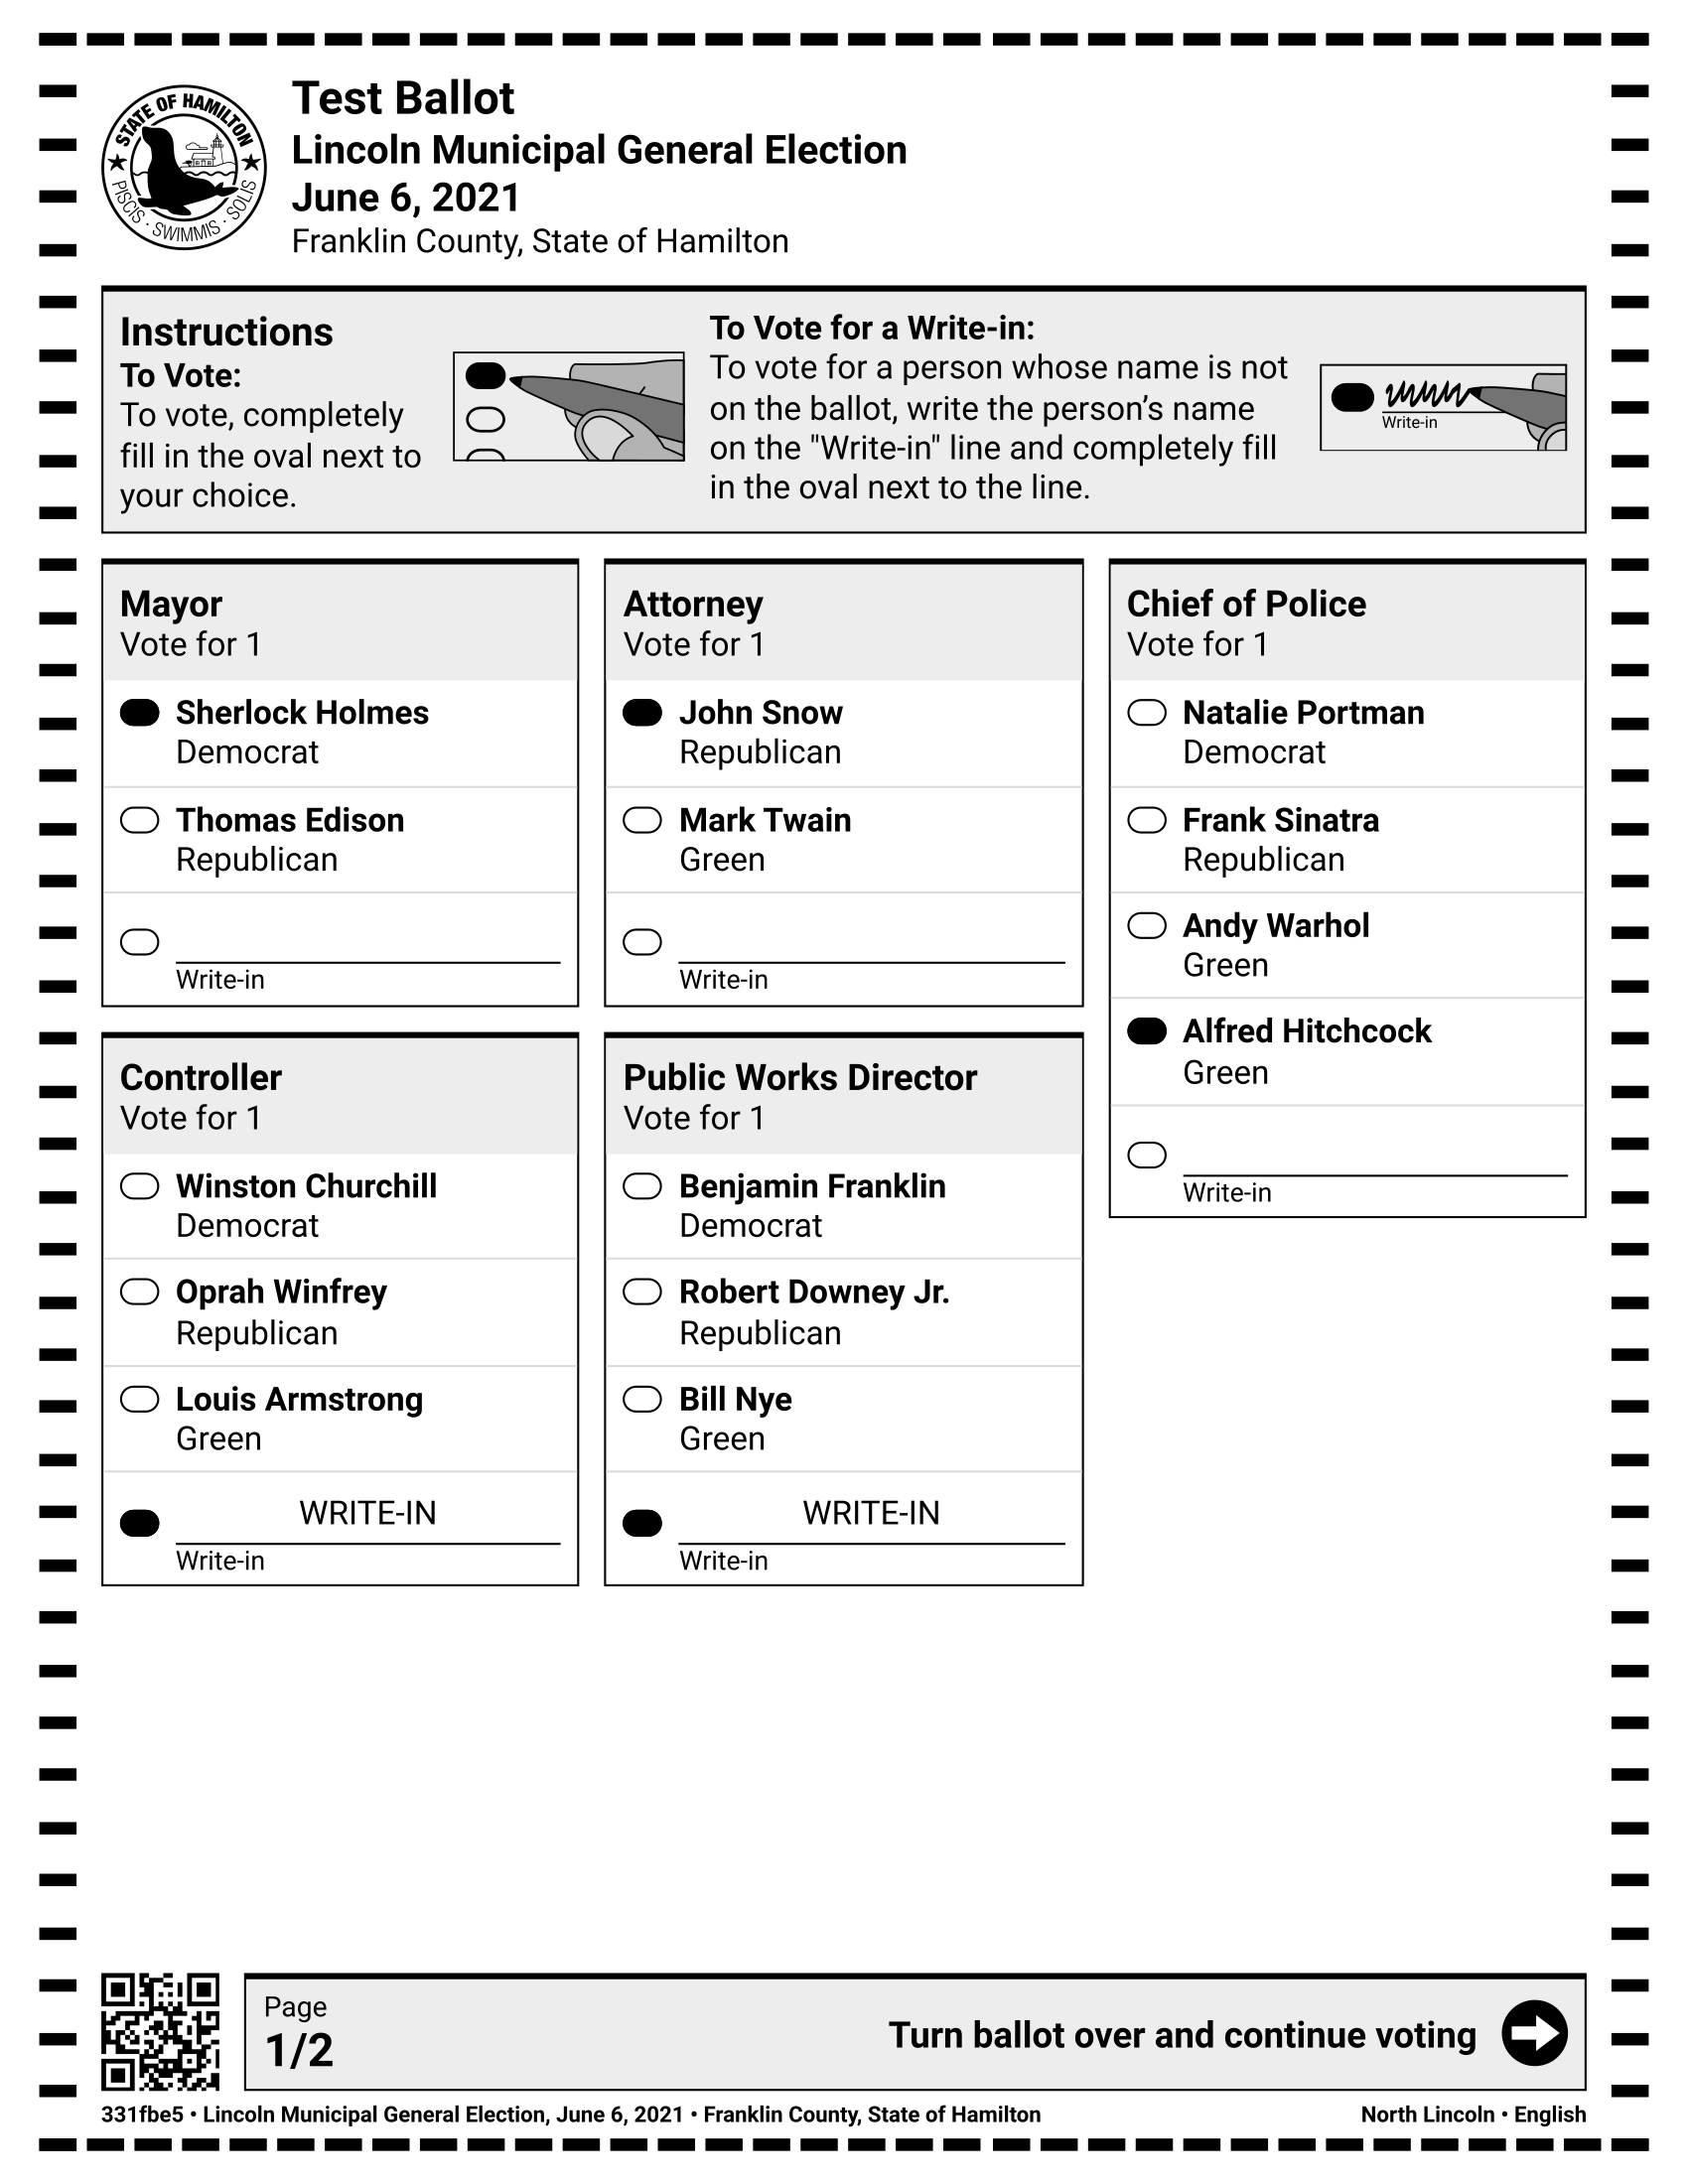 STATE OF HAMILTON
PISCIS · SWIMMIS · SOLIS
Test Ballot
Lincoln Municipal General Election
June 6, 2021
Franklin County, State of Hamilton
Instructions
To Vote:
To vote, completely
fill in the oval next to
your choice.
To Vote for a Write-in:
To vote for a person whose name is not
on the ballot, write the person’s name
on the "Write-in" line and completely fill
in the oval next to the line.
Write-in
Mayor
Vote for 1
Sherlock Holmes
Democrat
Thomas Edison
Republican
Write-in
Controller
Vote for 1
Winston Churchill
Democrat
Oprah Winfrey
Republican
Louis Armstrong
Green
WRITE-IN
Write-in
Attorney
Vote for 1
John Snow
Republican
Mark Twain
Green
Write-in
Public Works Director
Vote for 1
Benjamin Franklin
Democrat
Robert Downey Jr.
Republican
Bill Nye
Green
WRITE-IN
Write-in
Chief of Police
Vote for 1
Natalie Portman
Democrat
Frank Sinatra
Republican
Andy Warhol
Green
Alfred Hitchcock
Green
Write-in
Page
1/2
Turn ballot over and continue voting
331fbe5 • Lincoln Municipal General Election, June 6, 2021 • Franklin County, State of Hamilton
North Lincoln • English